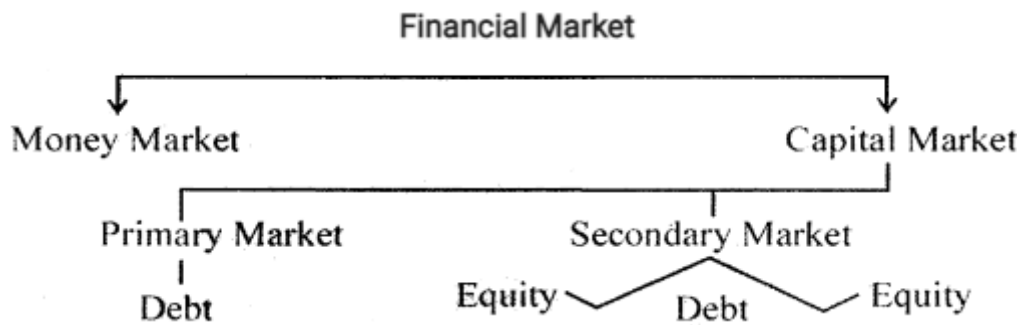 Financial Market
Money Market Capital Market
Primary Market Secondary Market
Debt Equity Debt Equity